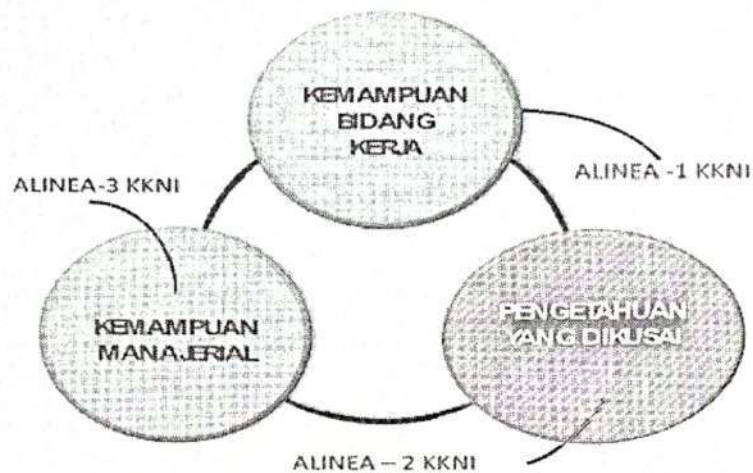 KEMAMPUAN
BIDANG
KERJA
ALINEA -1 KKNI
ALINEA-3 KKNI
KEMAMPUAN
MANAJERIAL
PENGETAHUAN
YANG DIKUSAI
ALINEA – 2 KKNI